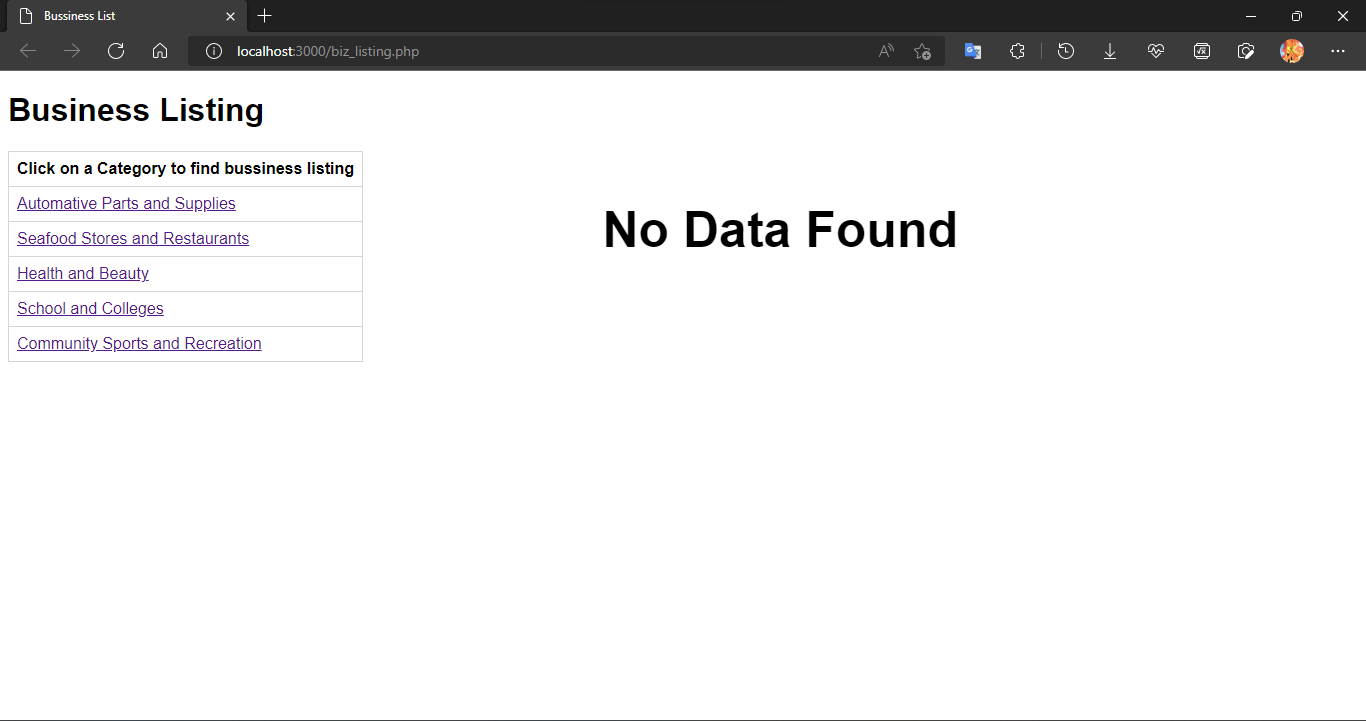 Bussiness List
localhost:3000/biz_listing.php
Business Listing
Click on a Category to find bussiness listing
Automative Parts and Supplies
Seafood Stores and Restaurants
Health and Beauty
School and Colleges
Community Sports and Recreation
No Data Found